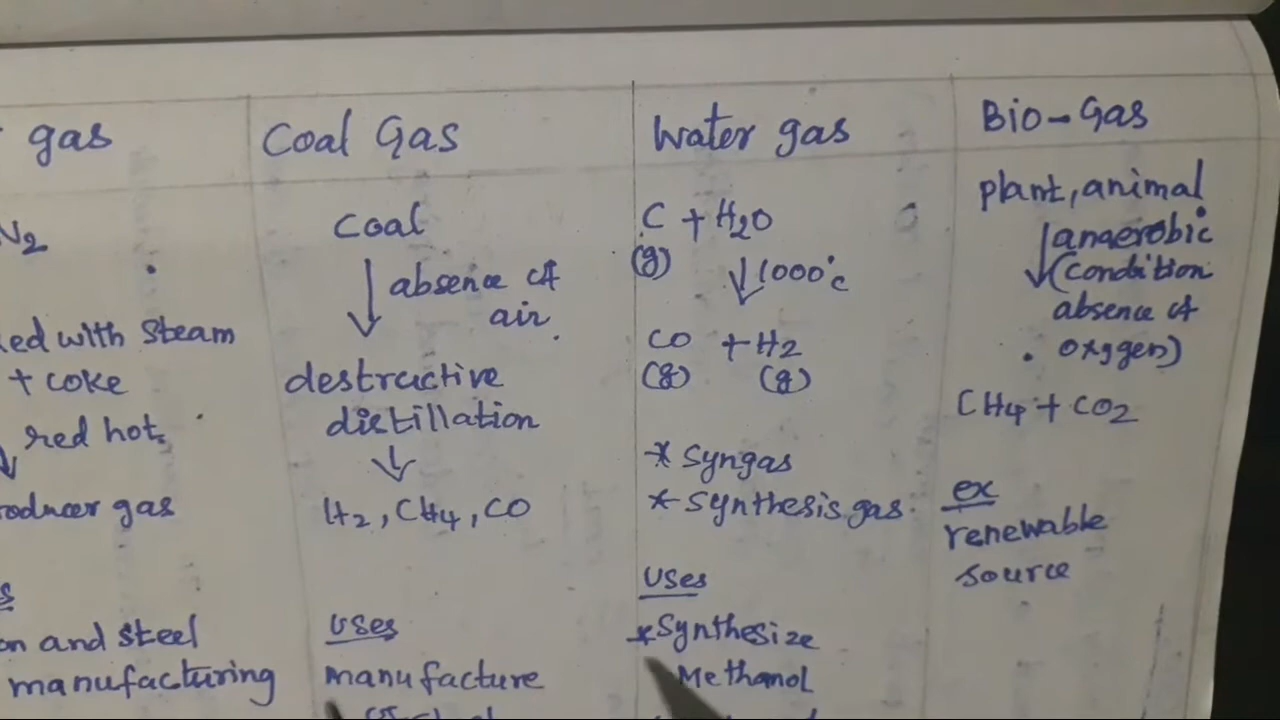 gas
N2
ed with Steam
+ coke
red hot
roducer gas
s
on and steel
manufacturing
Coal Gas
Coal
absence of
air
destructive
distillation
H2, CH4, CO
Uses
manufacture
Water gas
C + H2O
(g)
1000°c
CO + H2
(g) (g)
* Syngas
* Synthesis gas
Uses
* Synthesize
Methanol
Bio-Gas
plant, animal
anaerobic
(condition
absence of
oxygen)
CH4 + CO2
ex
renewable
source